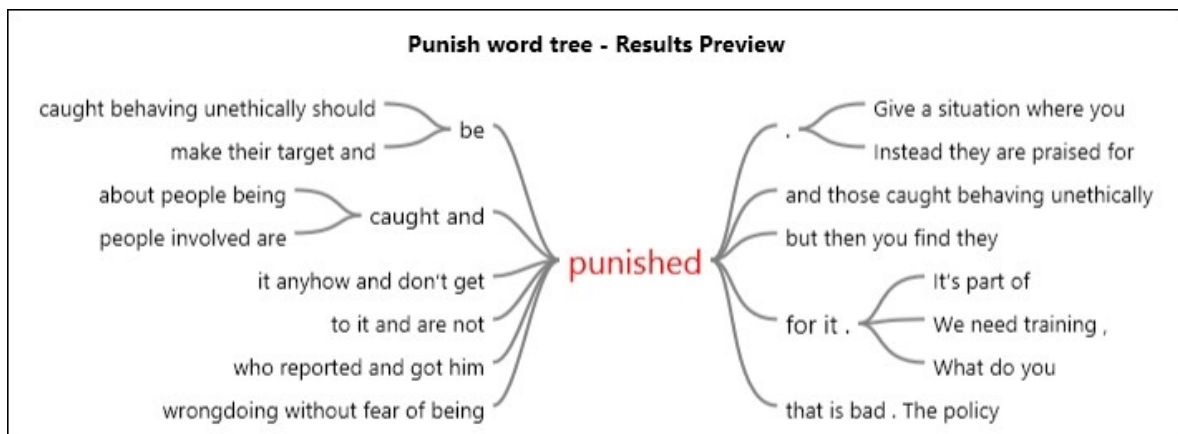 Punish word tree - Results Preview
caught behaving unethically should
make their target and
be
about people being
people involved are
caught and
it anyhow and don't get
to it and are not
who reported and got him
wrongdoing without fear of being
punished
.
Give a situation where you
Instead they are praised for
and those caught behaving unethically
but then you find they
for it .
It's part of
We need training ,
What do you
that is bad . The policy